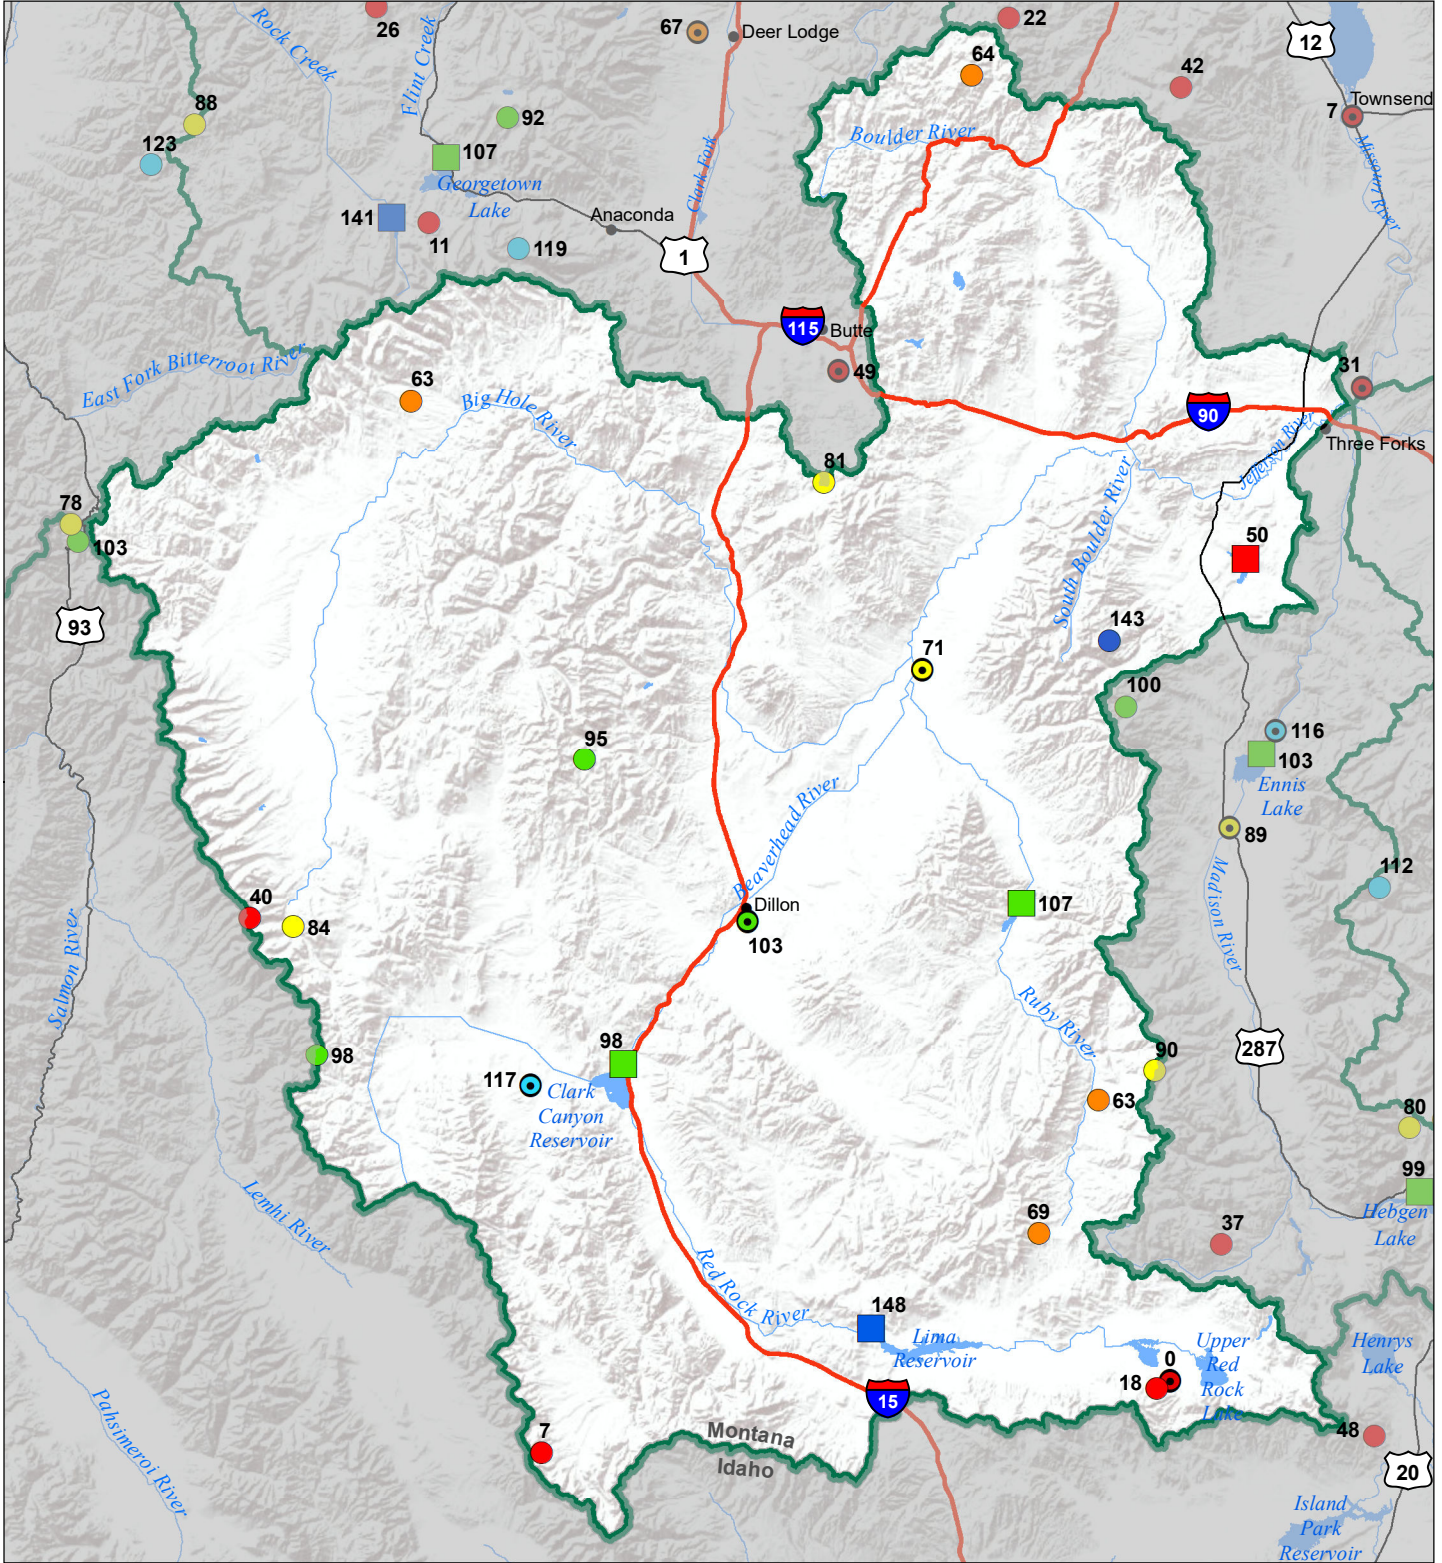 26
Rock Creek
Flint Creek
67
Deer Lodge
22
12
64
42
Townsend
7
88
92
123
107
Boulder River
Clark Fork
Missouri River
Georgetown
Lake
141
11
119
Anaconda
1
115
Butte
49
31
East Fork Bitterroot River
63
Big Hole River
90
Jefferson River
Three Forks
81
78
103
50
South Boulder River
93
143
71
100
116
103
Ennis
Lake
95
Beaverhead River
89
112
Madison River
40
84
Dillon
103
107
Salmon River
Ruby River
98
98
117
Clark
Canyon
Reservoir
287
90
63
80
99
Hebgen
Lake
Lemhi River
69
37
Red Rock River
148
Lima
Reservoir
Upper
Red
Rock
Lake
0
18
Henrys
Lake
15
Pahsimeroi River
7
Montana
Idaho
48
20
Island
Park
Reservoir